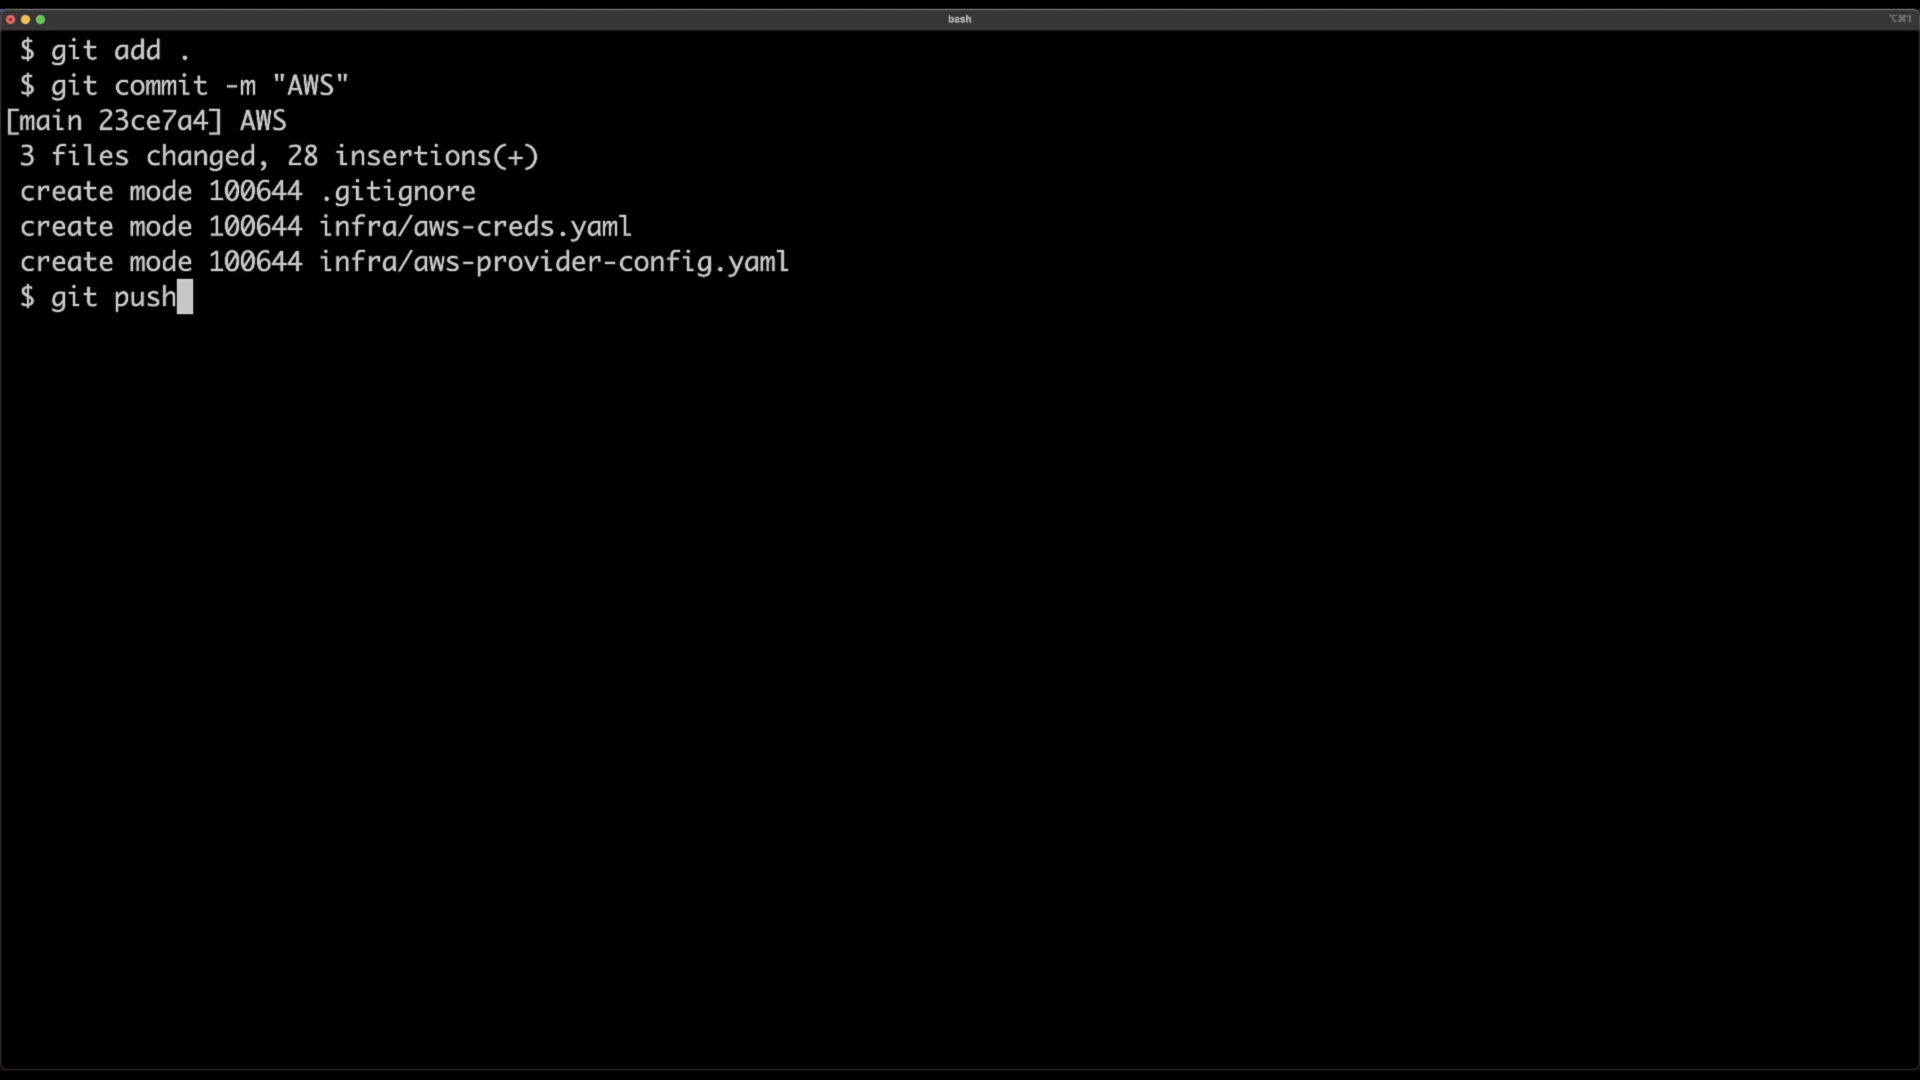 bash
⌥⌘1
$ git add .
$ git commit -m "AWS"
[main 23ce7a4] AWS
3 files changed, 28 insertions(+)
create mode 100644 .gitignore
create mode 100644 infra/aws-creds.yaml
create mode 100644 infra/aws-provider-config.yaml
$ git push